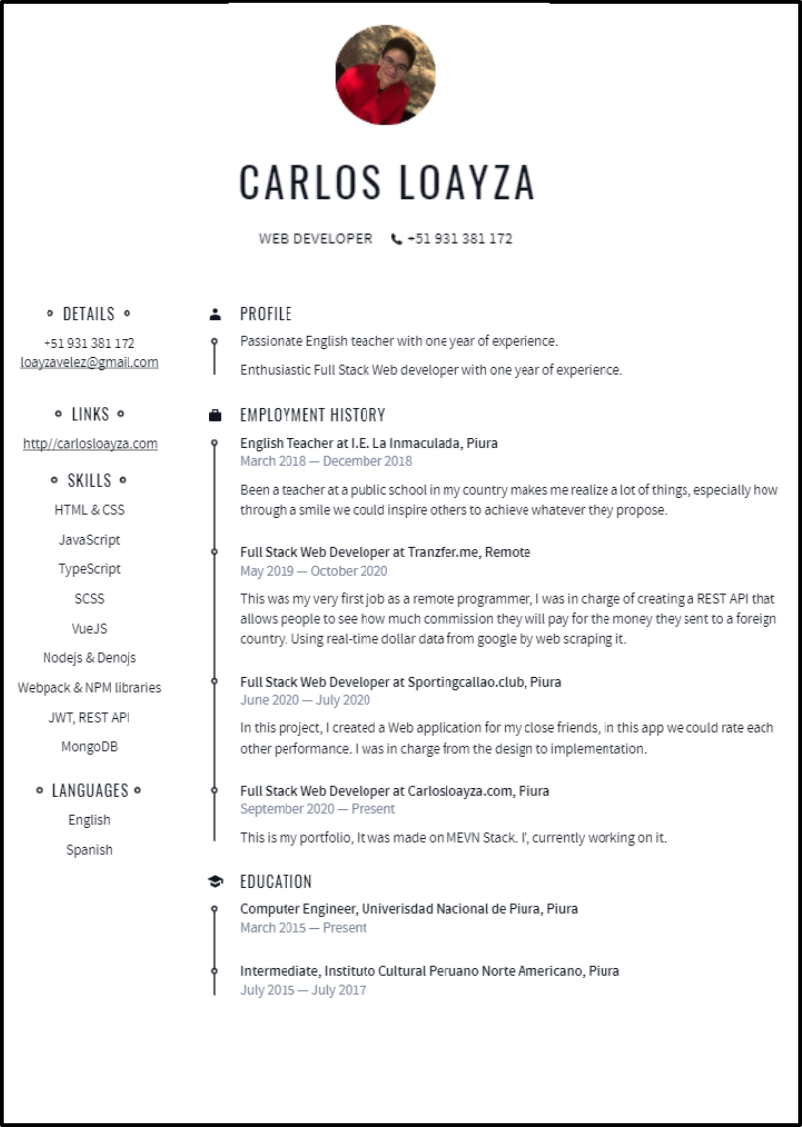 CARLOS LOAYZA
WEB DEVELOPER +51 931 381 172
DETAILS
+51 931 381 172
loayzavelez@gmail.com
LINKS
http//carlosloayza.com
SKILLS
HTML & CSS
JavaScript
TypeScript
SCSS
VueJS
Nodejs & Denojs
Webpack & NPM libraries
JWT, REST API
MongoDB
LANGUAGES
English
Spanish
PROFILE
Passionate English teacher with one year of experience.
Enthusiastic Full Stack Web developer with one year of experience.
EMPLOYMENT HISTORY
English Teacher at I.E. La Inmaculada, Piura
March 2018 — December 2018
Been a teacher at a public school in my country makes me realize a lot of things, especially how
through a smile we could inspire others to achieve whatever they propose.
Full Stack Web Developer at Tranzfer.me, Remote
May 2019 — October 2020
This was my very first job as a remote programmer, I was in charge of creating a REST API that
allows people to see how much commission they will pay for the money they sent to a foreign
country. Using real-time dollar data from google by web scraping it.
Full Stack Web Developer at Sportingcallao.club, Piura
June 2020 — July 2020
In this project, I created a Web application for my close friends, in this app we could rate each
other performance. I was in charge from the design to implementation.
Full Stack Web Developer at Carlosloayza.com, Piura
September 2020 — Present
This is my portfolio, It was made on MEVN Stack. I', currently working on it.
EDUCATION
Computer Engineer, Univerisdad Nacional de Piura, Piura
March 2015 — Present
Intermediate, Instituto Cultural Peruano Norte Americano, Piura
July 2015 — July 2017